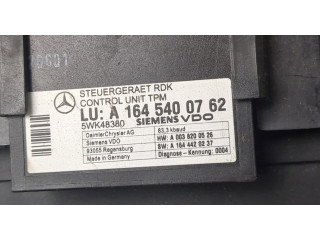 STEUERGERAET RDK
CONTROL UNIT TPM
LU: A 164 540 07 62
5WK48380 SIEMENS VDO
DaimlerChrysler AG 83,3 kbaud
Siemens VDO HW: A 003 820 05 26
93055 Regensburg SW: A 164 442 02 37
Made in Germany Diagnose - Kennung: 0004